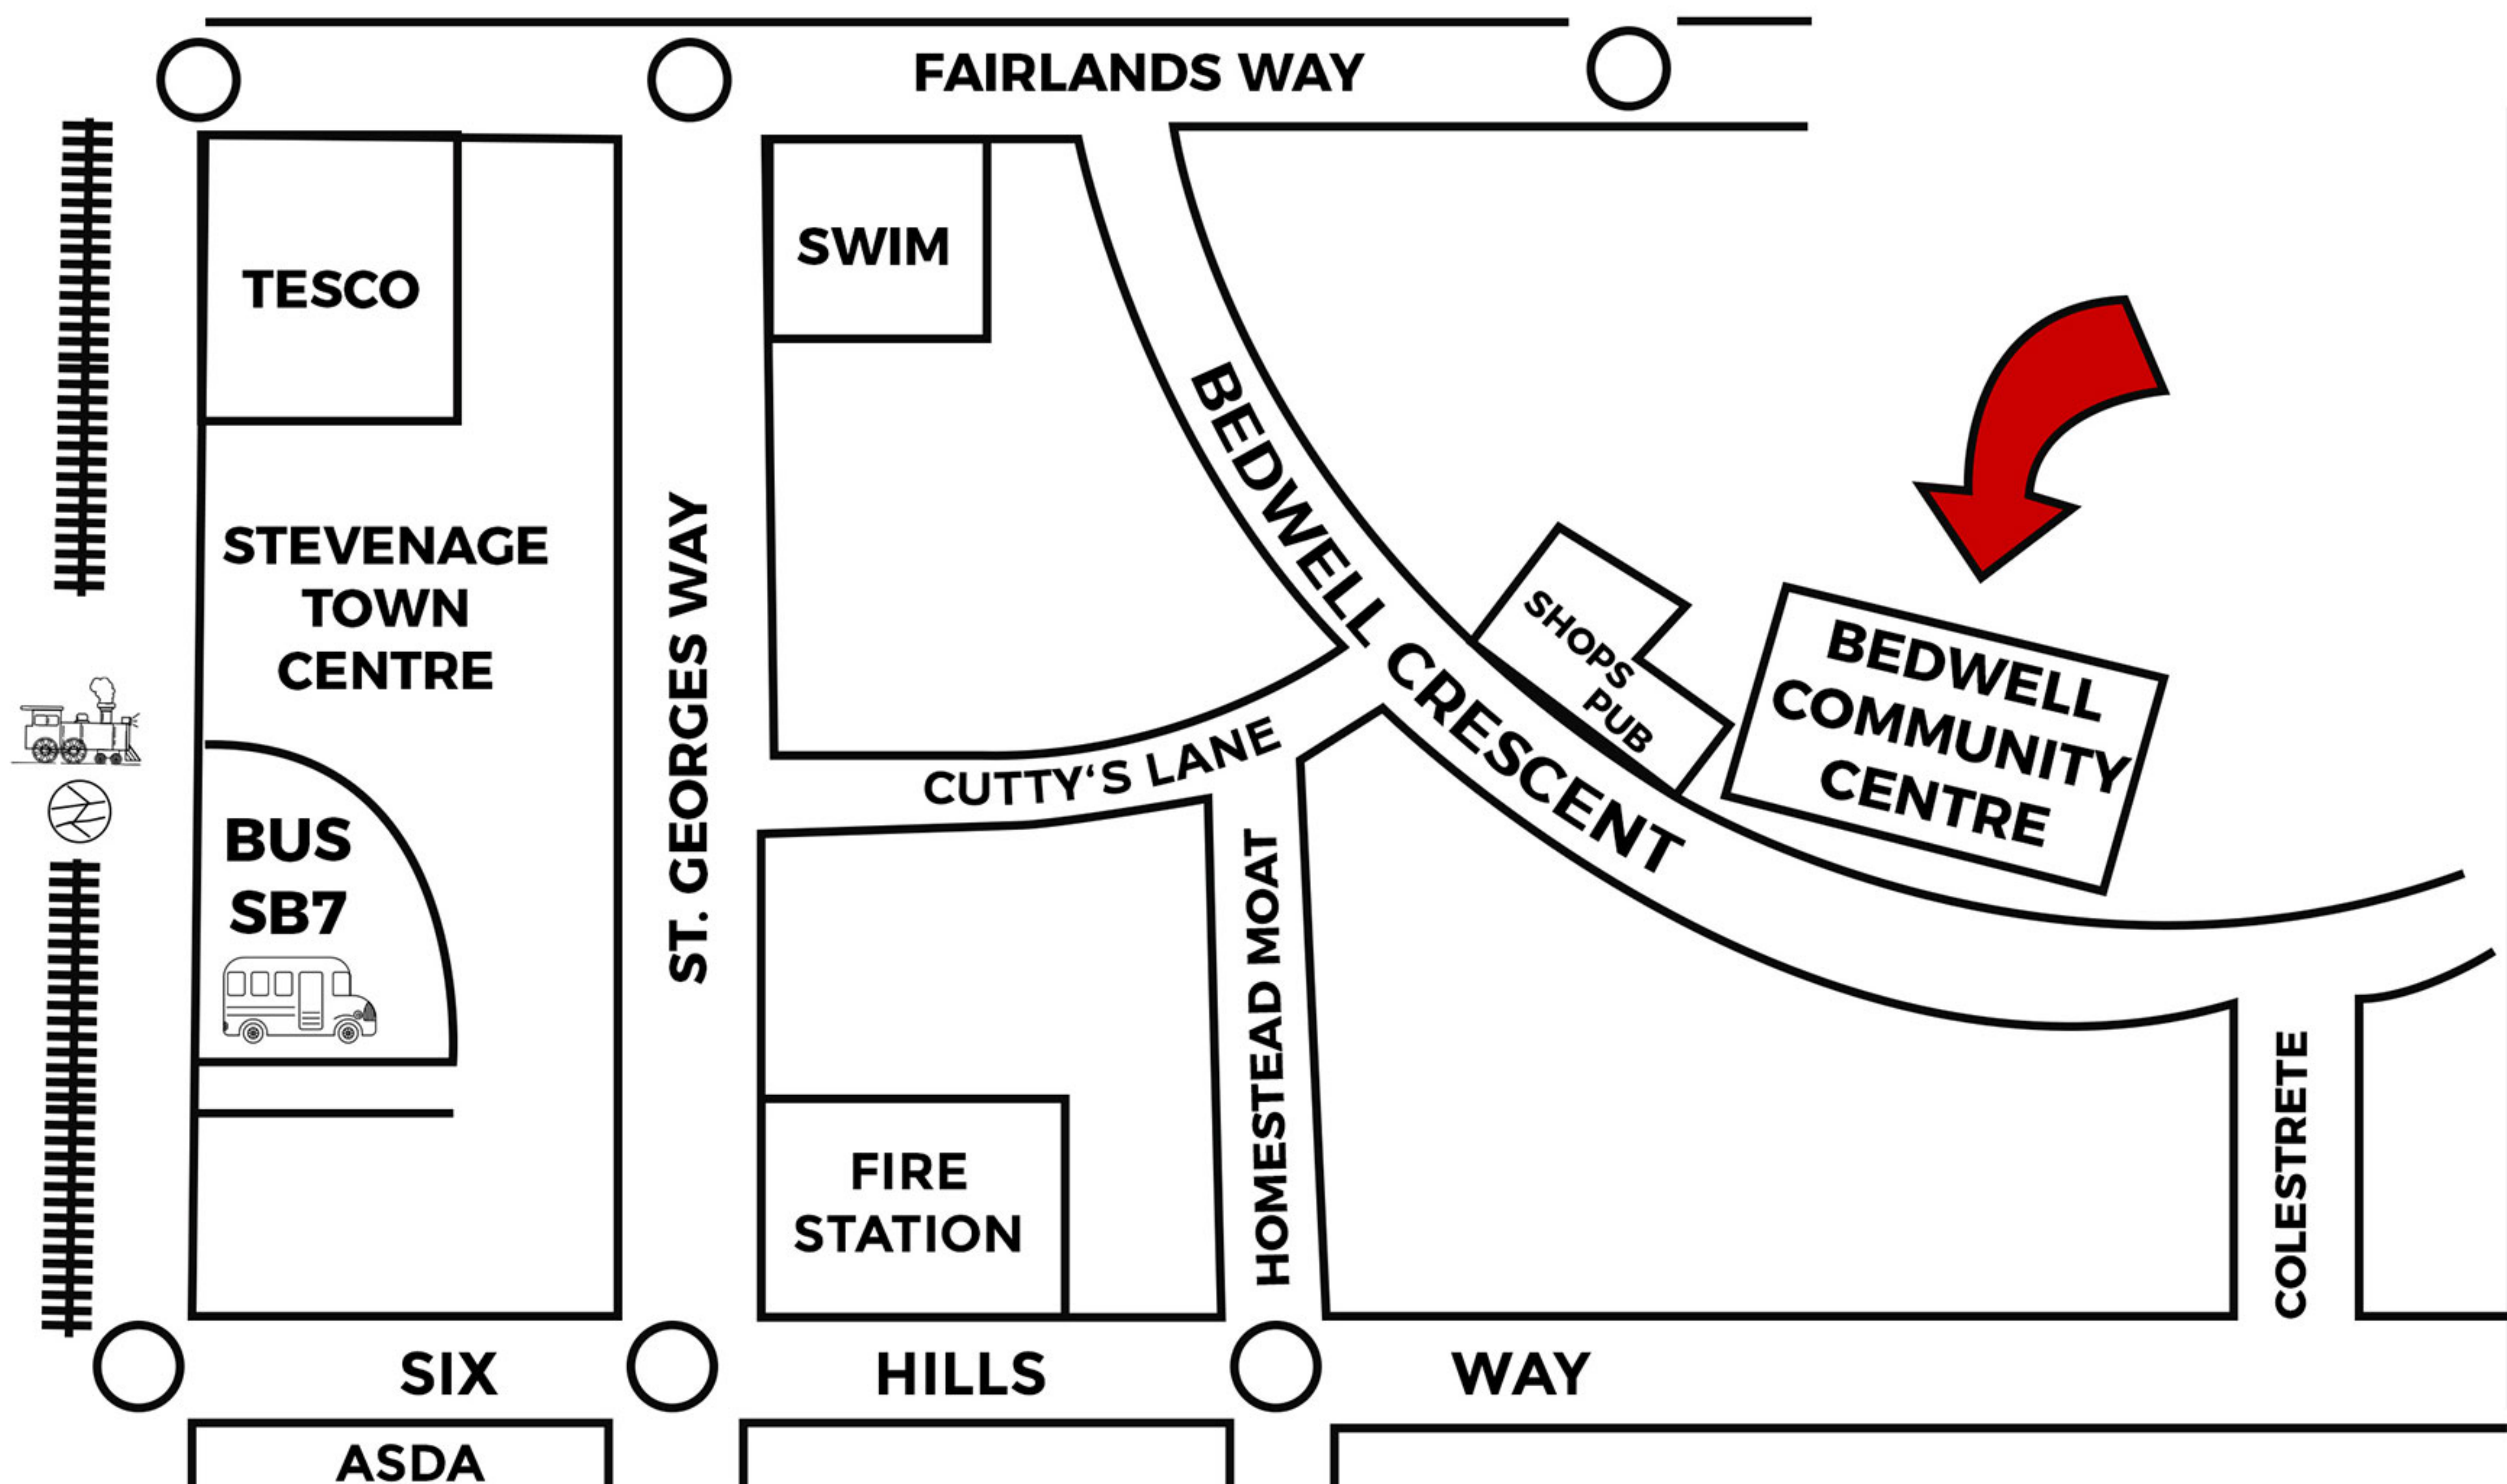 FAIRLANDS WAY
TESCO
SWIM
STEVENAGE
TOWN
CENTRE
ST. GEORGES WAY
BEDWELL CRESCENT
SHOPS
PUB
BEDWELL
COMMUNITY
CENTRE
CUTTY‘S LANE
BUS
SB7
HOMESTEAD MOAT
FIRE
STATION
COLESTRETE
SIX HILLS WAY
ASDA